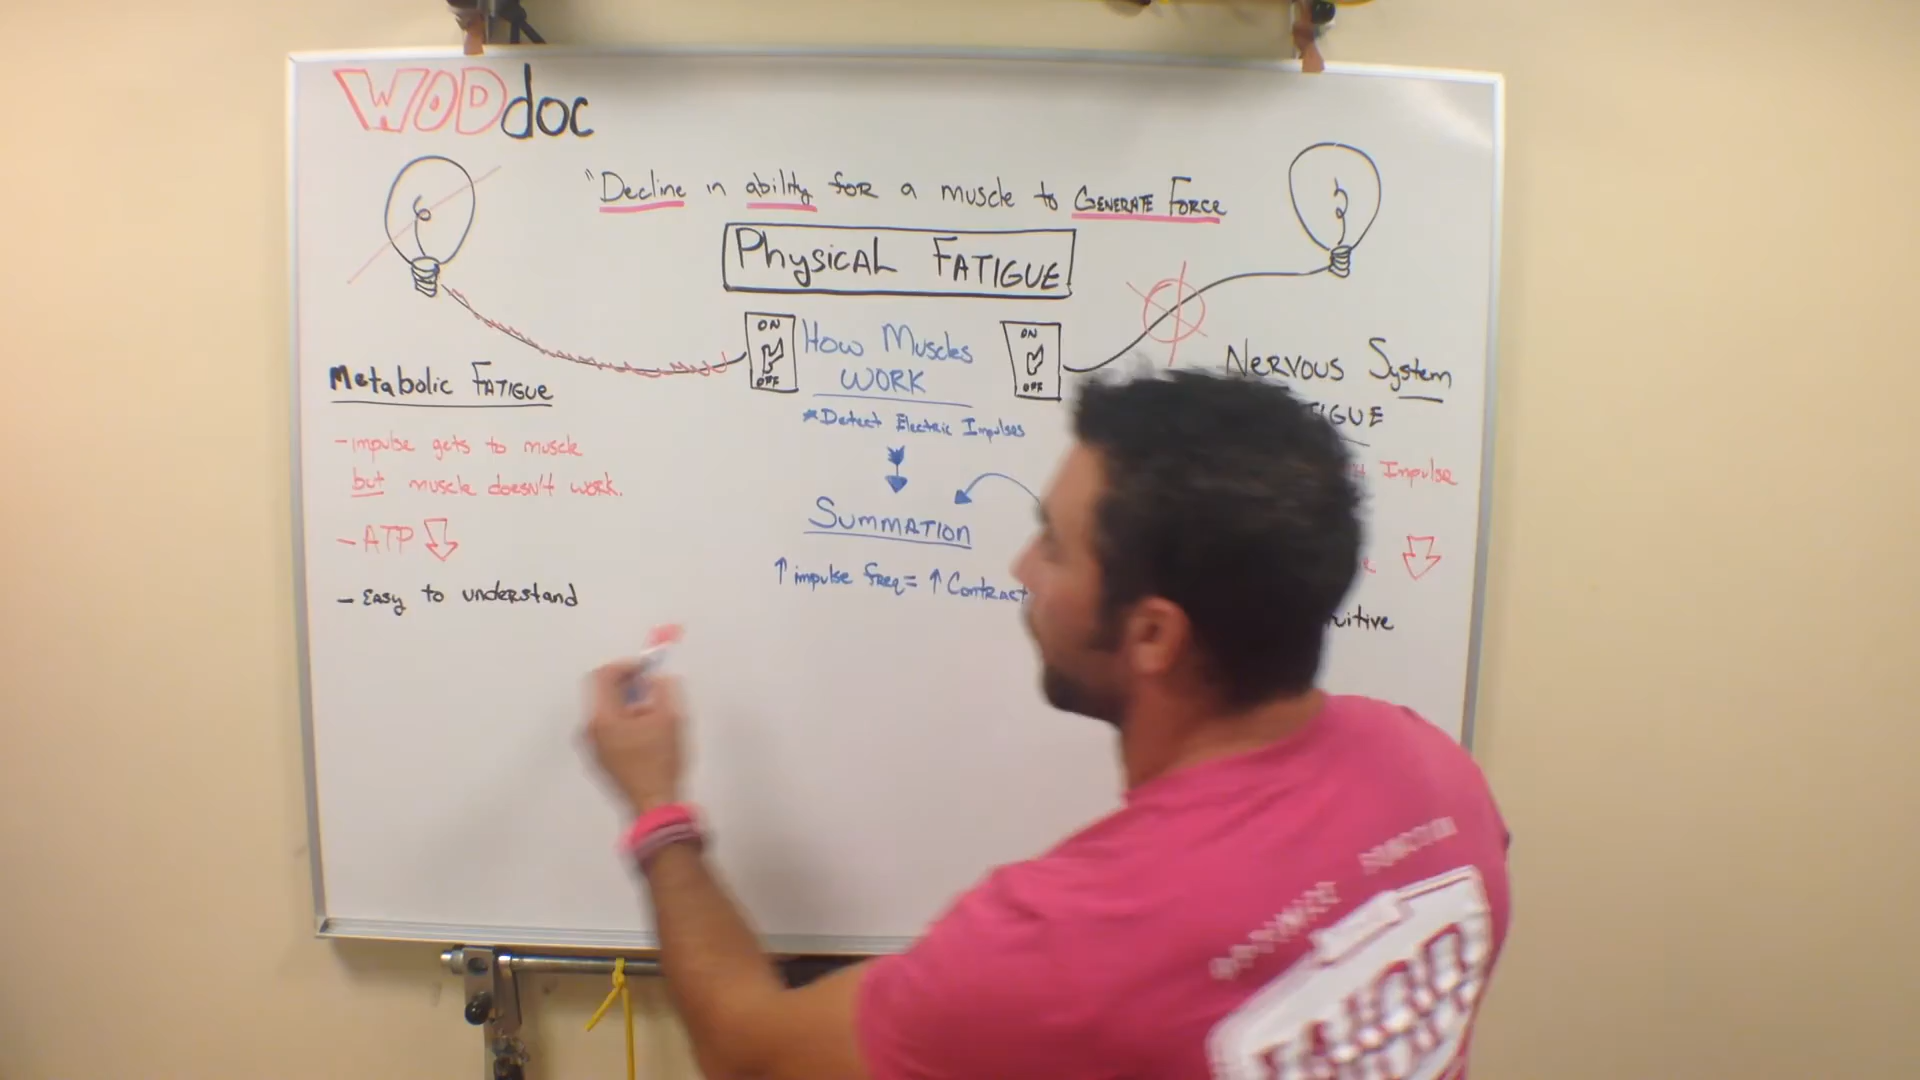 WODdoc
"Decline in ability for a muscle to GENERATE FORCE
Physical FATIGUE
ON
OFF
ON
OFF
How Muscles
WORK
*Detect Electric Impulses
SUMMATION
↑ impulse freq = ↑ Contract
Metabolic FATIGUE
- impulse gets to muscle
but muscle doesn't work.
- ATP
- Easy to understand
NERVOUS System
Impulse
OPTIMIZE FUNCTION